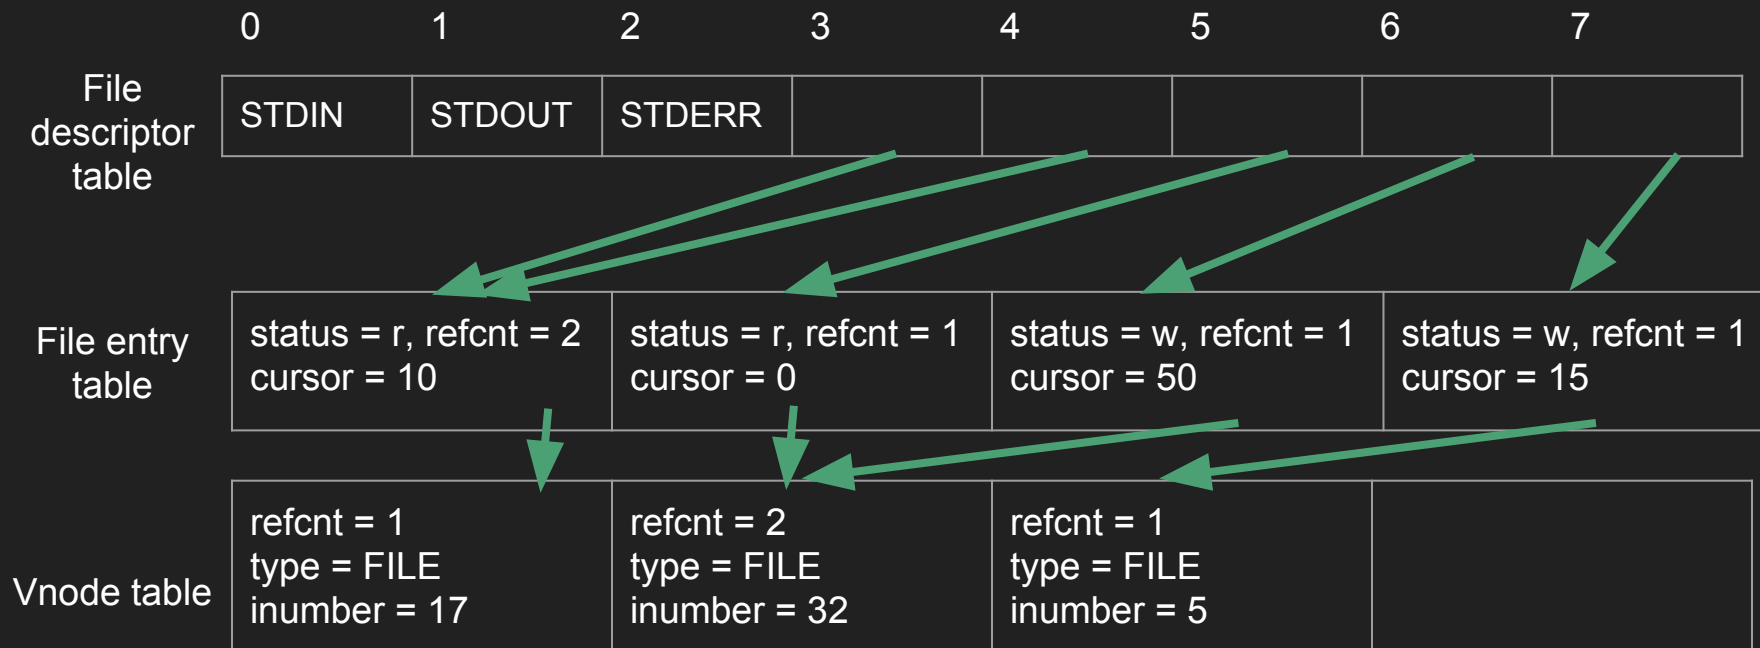 0 1 2 3 4 5 6 7
File
descriptor
table
STDIN STDOUT STDERR
File entry
table
status = r, refcnt = 2
cursor = 10
status = r, refcnt = 1
cursor = 0
status = w, refcnt = 1
cursor = 50
status = w, refcnt = 1
cursor = 15
Vnode table
refcnt = 1
type = FILE
inumber = 17
refcnt = 2
type = FILE
inumber = 32
refcnt = 1
type = FILE
inumber = 5